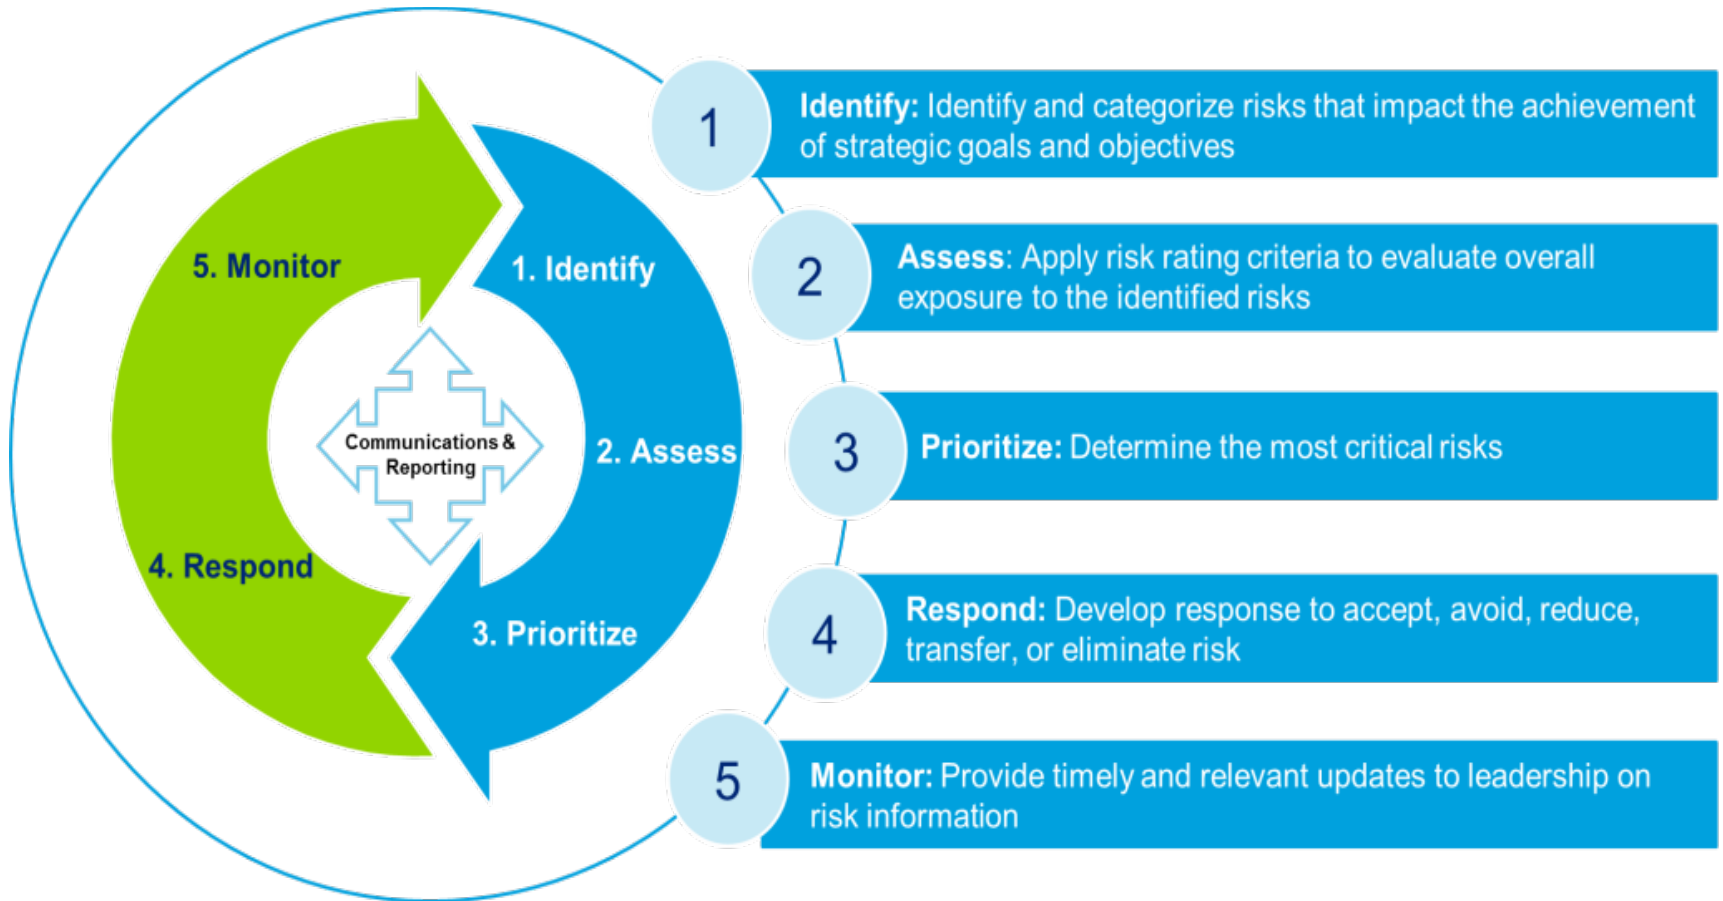 5. Monitor
1. Identify
Communications &
Reporting
2. Assess
4. Respond
3. Prioritize
1
Identify: Identify and categorize risks that impact the achievement
of strategic goals and objectives
2
Assess: Apply risk rating criteria to evaluate overall
exposure to the identified risks
3
Prioritize: Determine the most critical risks
4
Respond: Develop response to accept, avoid, reduce,
transfer, or eliminate risk
5
Monitor: Provide timely and relevant updates to leadership on
risk information